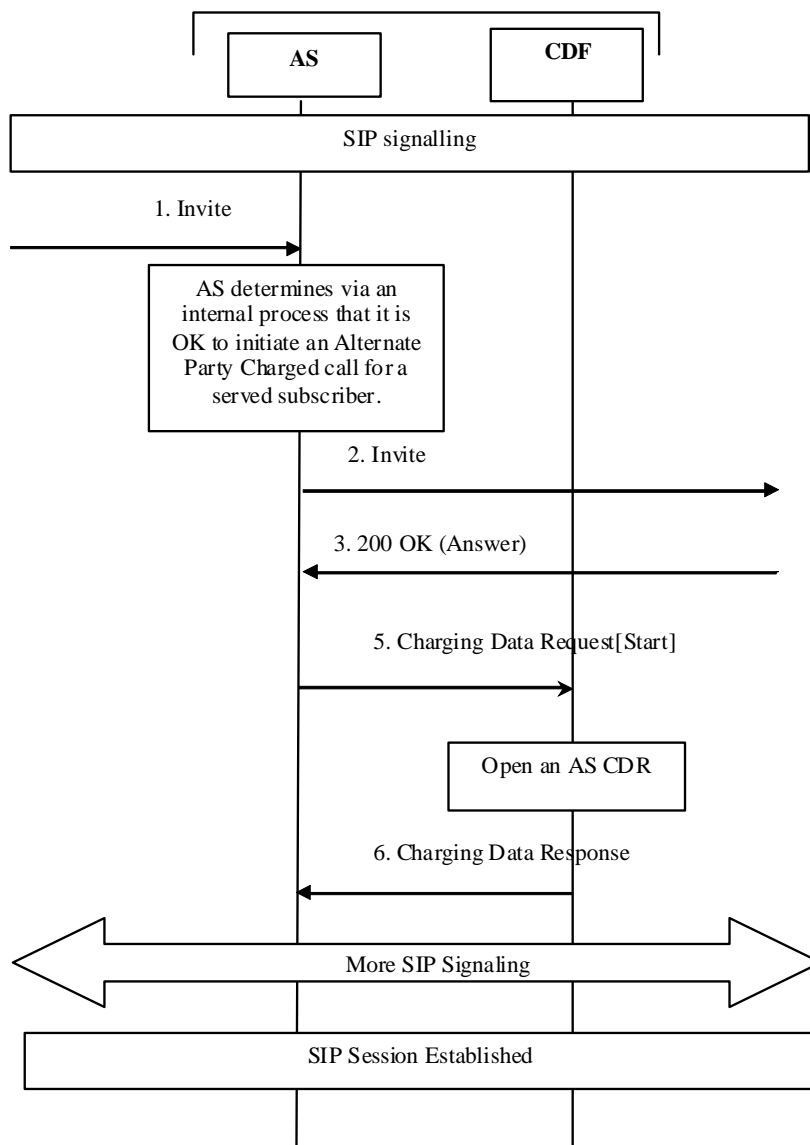 AS
CDF
SIP signalling
1. Invite
AS determines via an
internal process that it is
OK to initiate an Alternate
Party Charged call for a
served subscriber.
2. Invite
3. 200 OK (Answer)
5. Charging Data Request[Start]
Open an AS CDR
6. Charging Data Response
More SIP Signaling
SIP Session Established